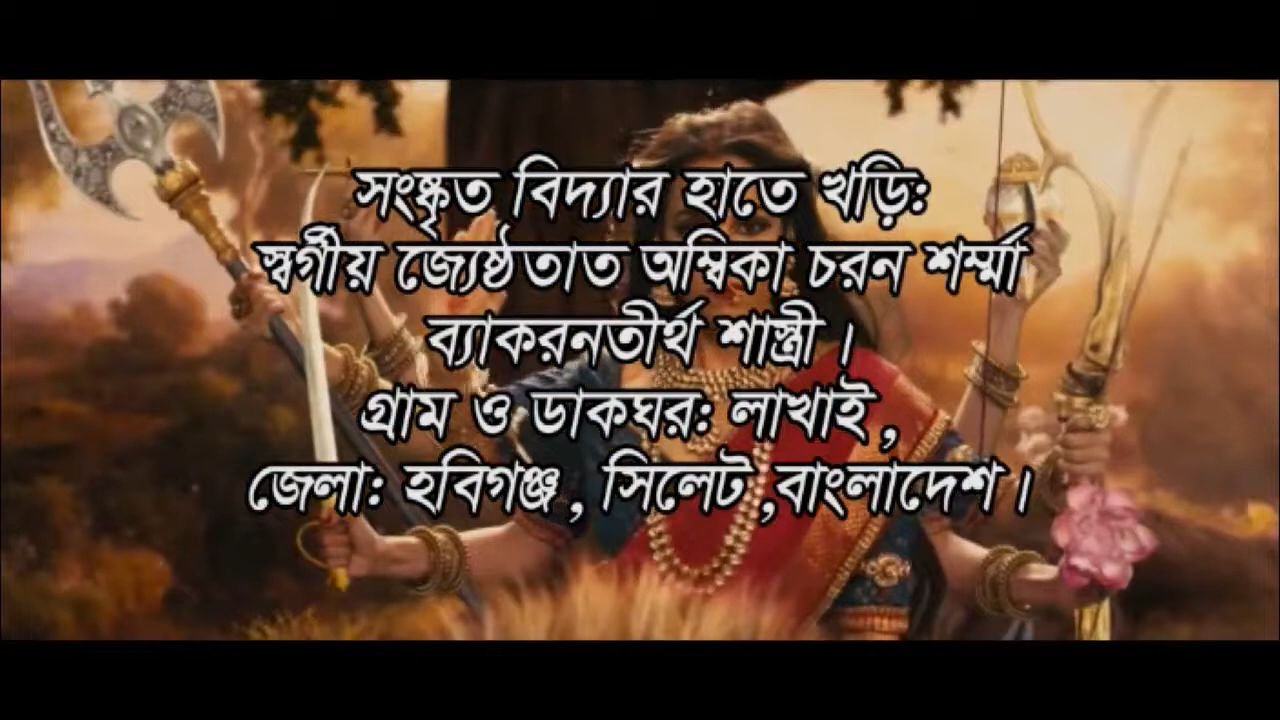 সংষ্কৃত বিদ্যার হাতে খড়ি:
স্বর্গীয় জ্যেষ্ঠতাত অম্বিকা চরন শর্ম্মা
ব্যাকরনতীর্থ শাস্ত্রী।
গ্রাম ও ডাকঘর: লাখাই,
জেলা: হবিগঞ্জ, সিলেট,বাংলাদেশ।